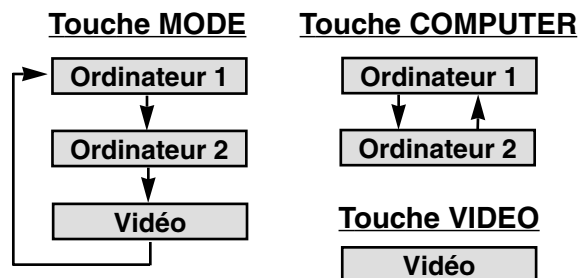 Touche MODE
Ordinateur 1
Ordinateur 2
Vidéo
Touche COMPUTER
Ordinateur 1
Ordinateur 2
Touche VIDEO
Vidéo